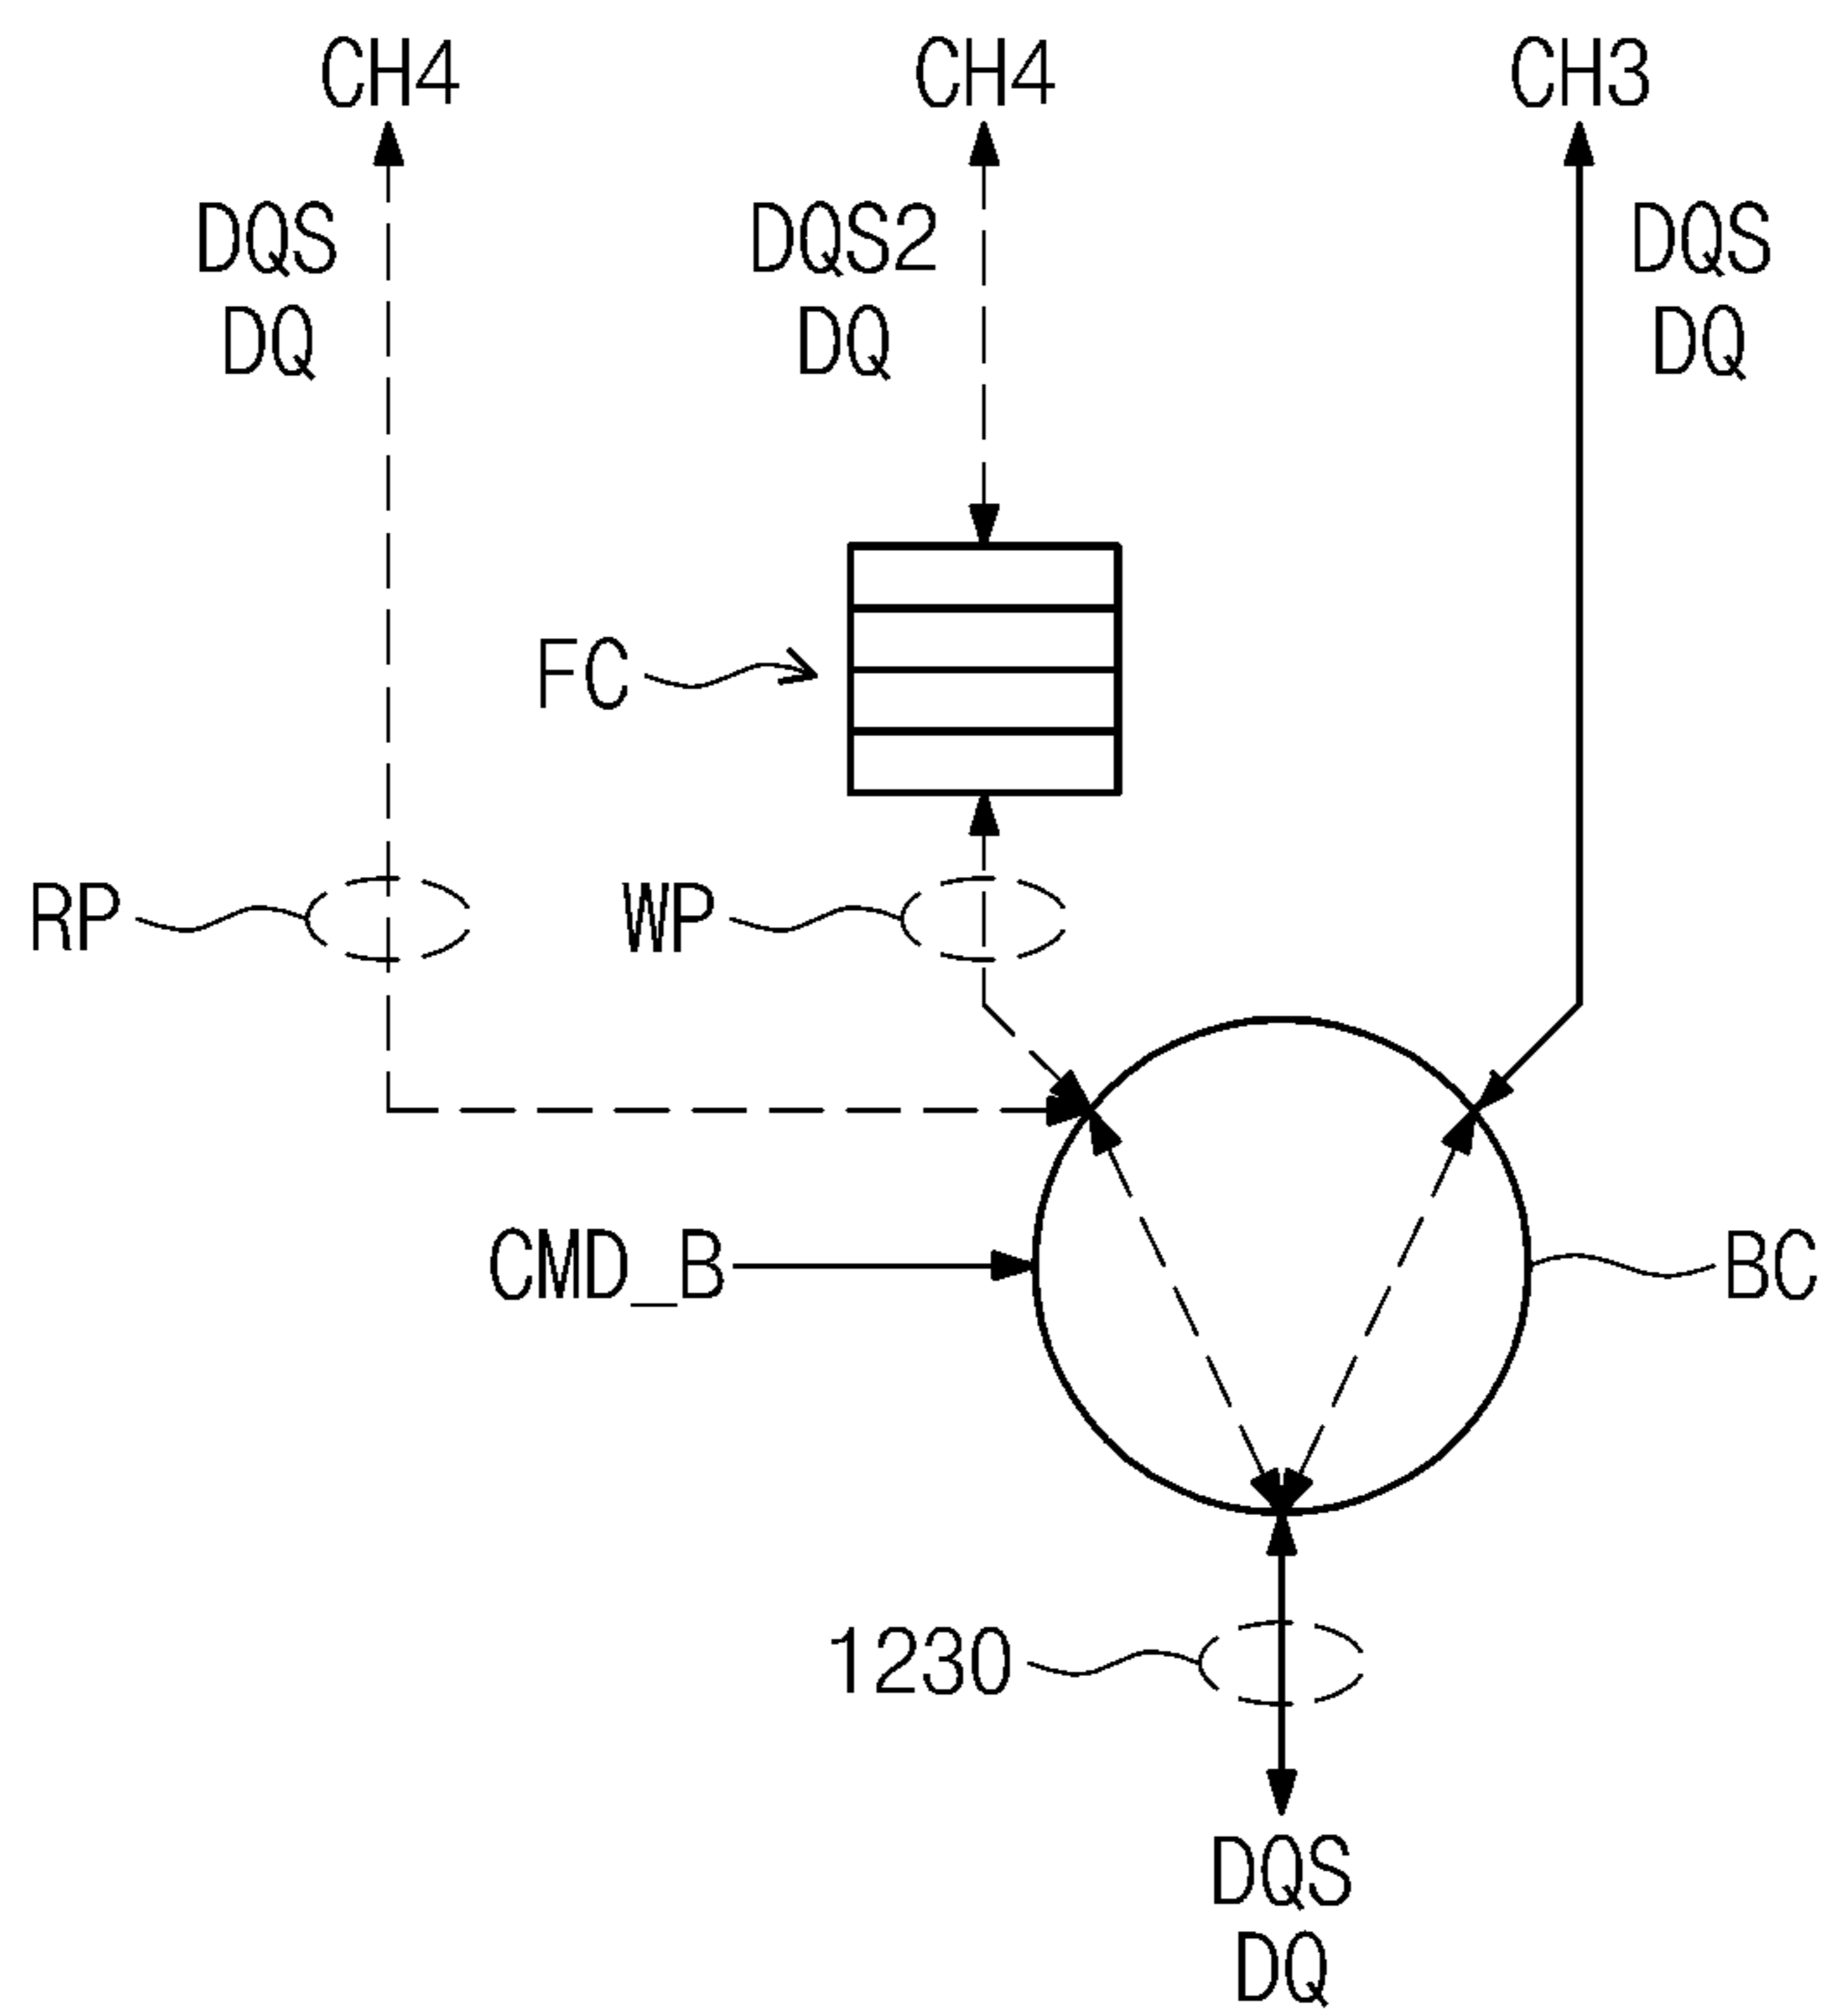 CH4
CH4
CH3
DQS
DQ
DQS2
DQ
DQS
DQ
FC
RP
WP
CMD_B
BC
1230
DQS
DQ